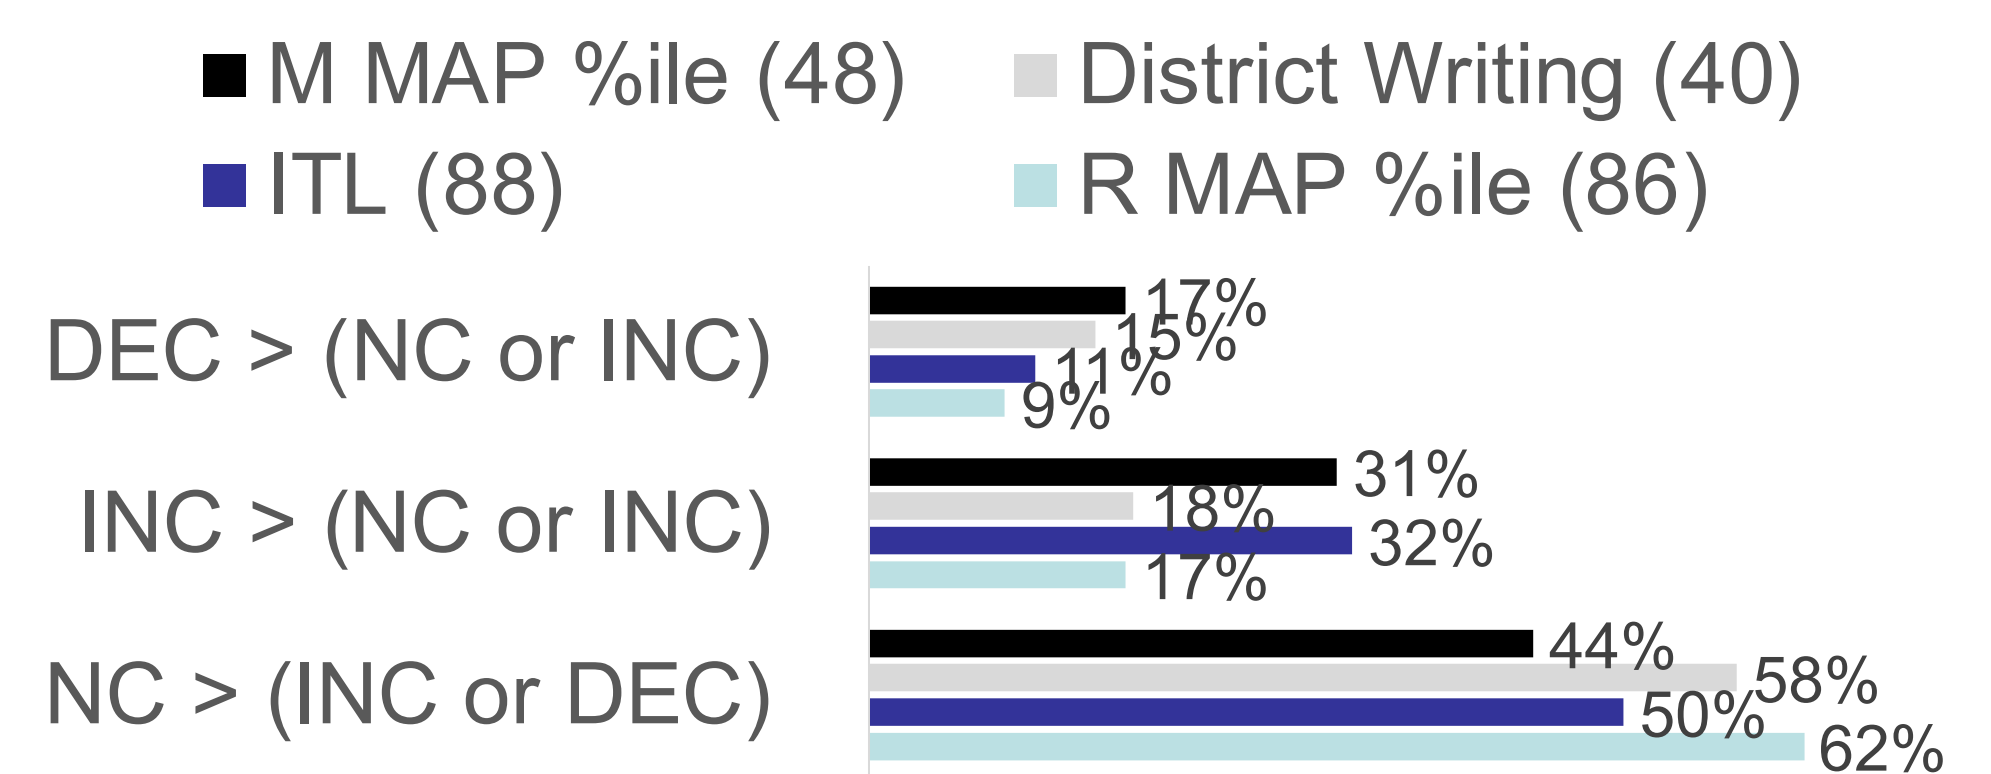 M MAP %ile (48) District Writing (40)
ITL (88) R MAP %ile (86)
DEC > (NC or INC)
17%
15%
11%
9%
INC > (NC or INC)
31%
18%
32%
17%
NC > (INC or DEC)
44%
58%
50%
62%